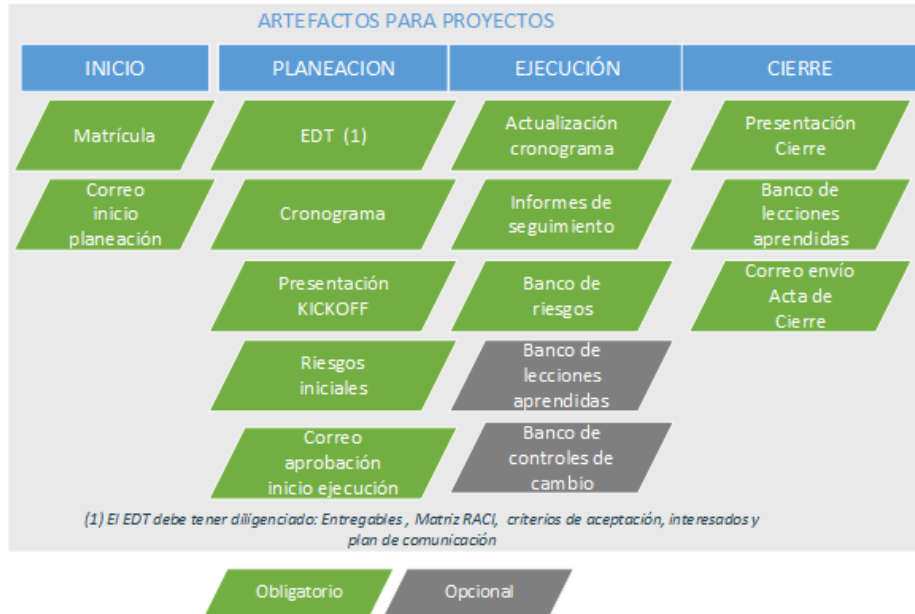 ARTEFACTOS PARA PROYECTOS
INICIO
PLANEACION
EJECUCIÓN
CIERRE
Matrícula
EDT (1)
Actualización
cronograma
Presentación
Cierre
Correo
inicio
planeación
Cronograma
Informes de
seguimiento
Banco de
lecciones
aprendidas
Presentación
KICKOFF
Banco de
riesgos
Correo envío
Acta de
Cierre
Riesgos
iniciales
Banco de
lecciones
aprendidas
Correo
aprobación
inicio ejecución
Banco de
controles de
cambio
(1) El EDT debe tener diligenciado: Entregables , Matriz RACI, criterios de aceptación, interesados y
plan de comunicación
Obligatorio
Opcional